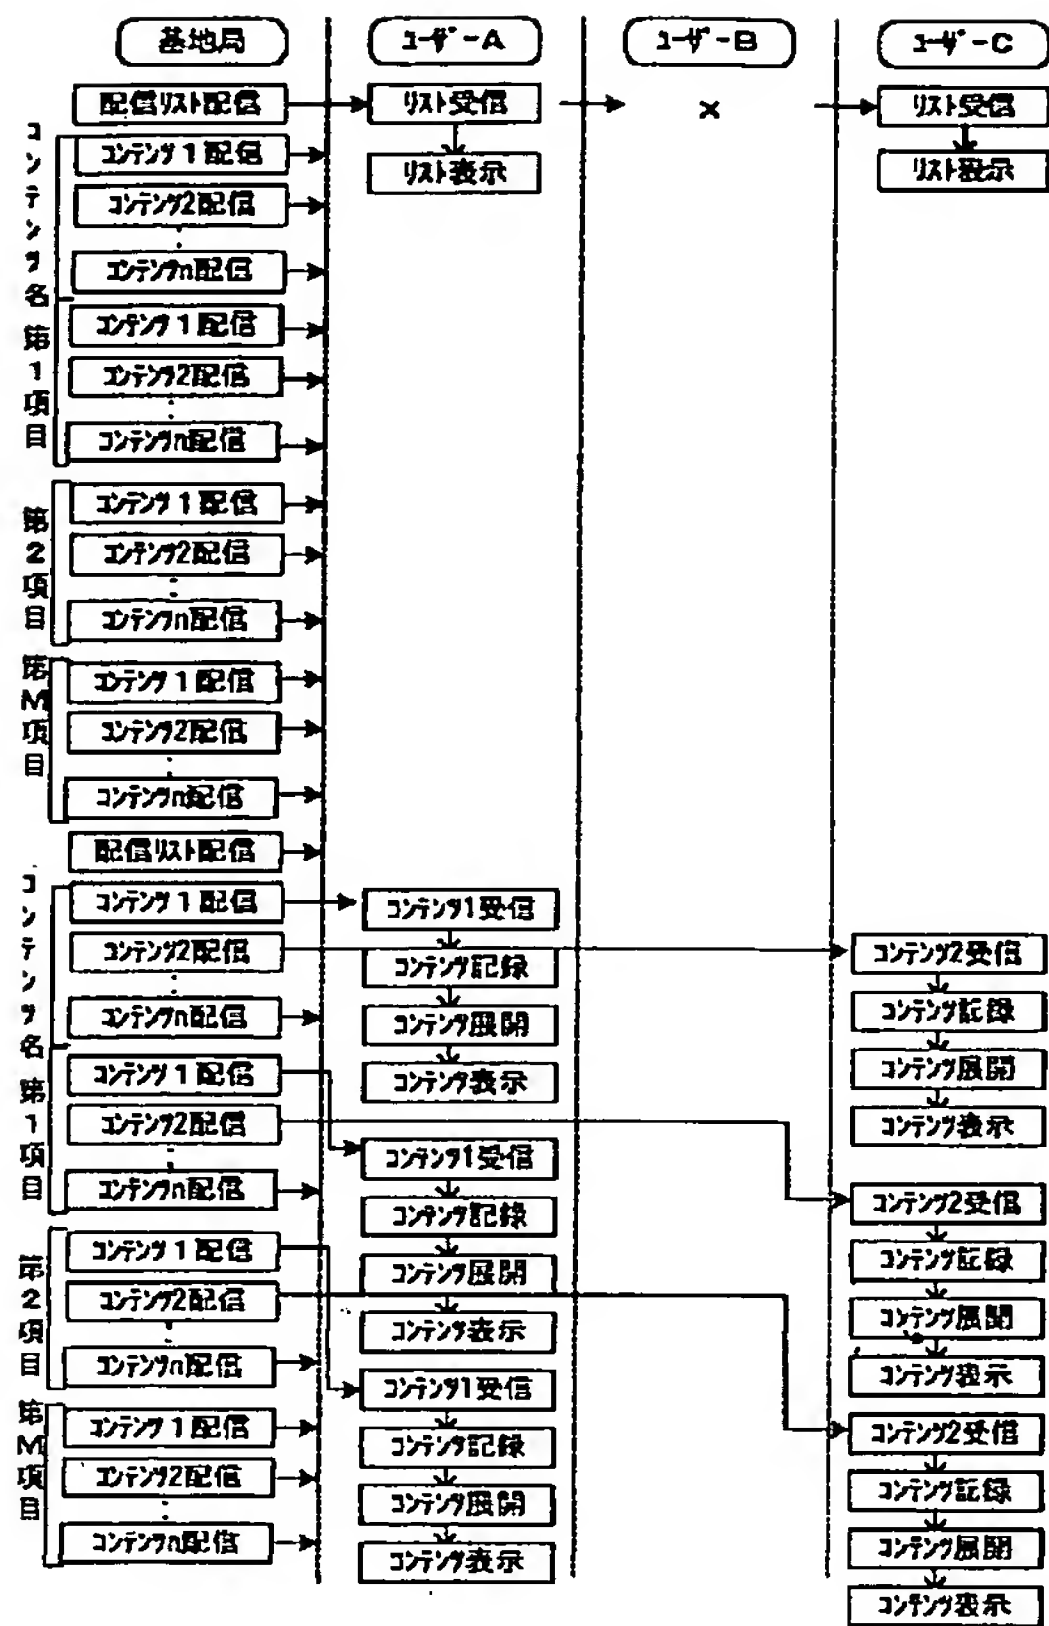 基地局
ユーザー-A
ユーザー-B
ユーザー-C
配信リスト配信
リスト受信
×
リスト受信
リスト表示
リスト表示
コンテンツ名
コンテンツ1配信
コンテンツ2配信
コンテンツn配信
第1項目
コンテンツ1配信
コンテンツ2配信
コンテンツn配信
第2項目
コンテンツ1配信
コンテンツ2配信
コンテンツn配信
第M項目
コンテンツ1配信
コンテンツ2配信
コンテンツn配信
配信リスト配信
コンテンツ名
コンテンツ1配信
コンテンツ2配信
コンテンツn配信
第1項目
コンテンツ1配信
コンテンツ2配信
コンテンツn配信
第2項目
コンテンツ1配信
コンテンツ2配信
コンテンツn配信
第M項目
コンテンツ1配信
コンテンツ2配信
コンテンツn配信
コンテンツ1受信
コンテンツ記録
コンテンツ展開
コンテンツ表示
コンテンツ1受信
コンテンツ記録
コンテンツ展開
コンテンツ表示
コンテンツ1受信
コンテンツ記録
コンテンツ展開
コンテンツ表示
コンテンツ2受信
コンテンツ記録
コンテンツ展開
コンテンツ表示
コンテンツ2受信
コンテンツ記録
コンテンツ展開
コンテンツ表示
コンテンツ2受信
コンテンツ記録
コンテンツ展開
コンテンツ表示